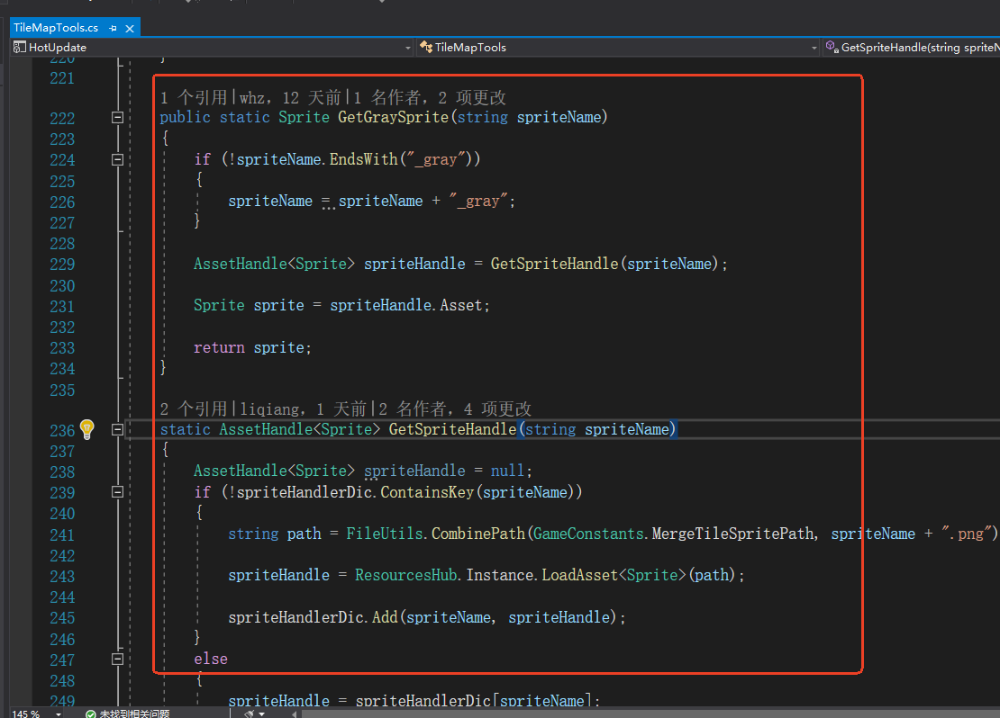 TileMapTools.cs
HotUpdate
TileMapTools
GetSpriteHandle(string spriteN
220 }
221
1 个引用|whz，12 天前|1 名作者，2 项更改
222 public static Sprite GetGraySprite(string spriteName)
223 {
224 if (!spriteName.EndsWith("_gray"))
225 {
226 spriteName = spriteName + "_gray";
227 }
228
229 AssetHandle<Sprite> spriteHandle = GetSpriteHandle(spriteName);
230
231 Sprite sprite = spriteHandle.Asset;
232
233 return sprite;
234 }
235
2 个引用|liqiang，1 天前|2 名作者，4 项更改
236 static AssetHandle<Sprite> GetSpriteHandle(string spriteName)
237 {
238 AssetHandle<Sprite> spriteHandle = null;
239 if (!spriteHandlerDic.ContainsKey(spriteName))
240 {
241 string path = FileUtils.CombinePath(GameConstants.MergeTileSpritePath, spriteName + ".png")
242
243 spriteHandle = ResourcesHub.Instance.LoadAsset<Sprite>(path);
244
245 spriteHandlerDic.Add(spriteName, spriteHandle);
246 }
247 else
248 {
249 spriteHandle = spriteHandlerDic[spriteName];
145 %
未找到相关问题